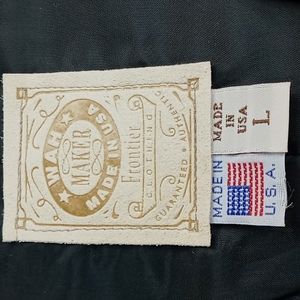 WAH
MAKER
MADE IN USA
Frontier
CLOTHING
GUARANTEED • AUTHENTIC
MADE
IN
USA
L
MADE IN
U.S.A.